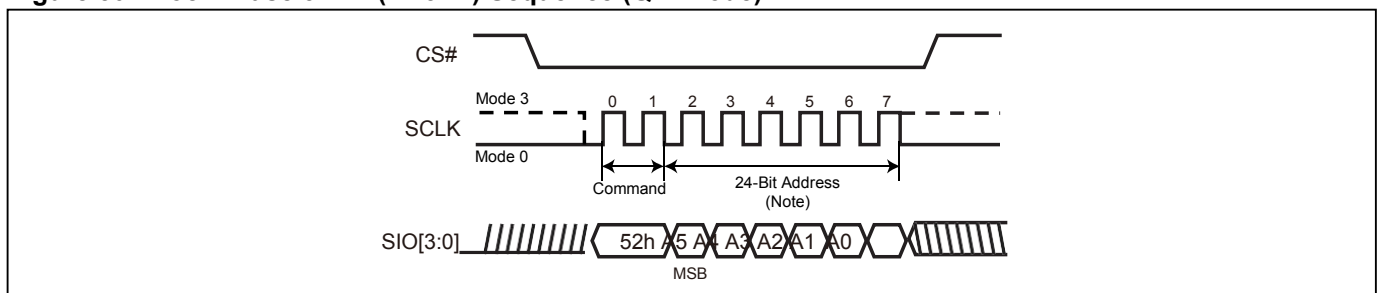 CS#
Mode 3
0 1 2 3 4 5 6 7
SCLK
Mode 0
Command
24-Bit Address
(Note)
SIO[3:0]
52h A5 A4 A3 A2 A1 A0
MSB